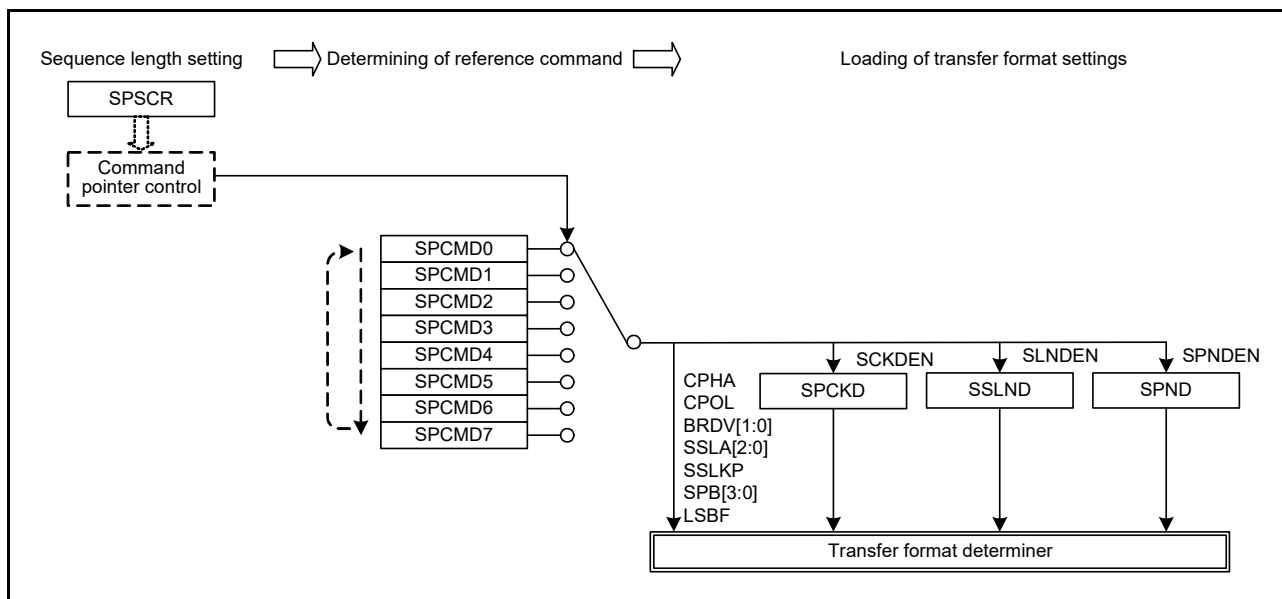 Sequence length setting
Determining of reference command
Loading of transfer format settings
SPSCR
Command
pointer control
SPCMD0
SPCMD1
SPCMD2
SPCMD3
SPCMD4
SPCMD5
SPCMD6
SPCMD7
CPHA
CPOL
BRDV[1:0]
SSLA[2:0]
SSLKP
SPB[3:0]
LSBF
SCKDEN
SPCKD
SLNDEN
SSLND
SPNDEN
SPND
Transfer format determiner